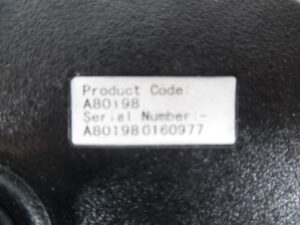 Product Code:
A80198
Serial Number:-
A801980160977